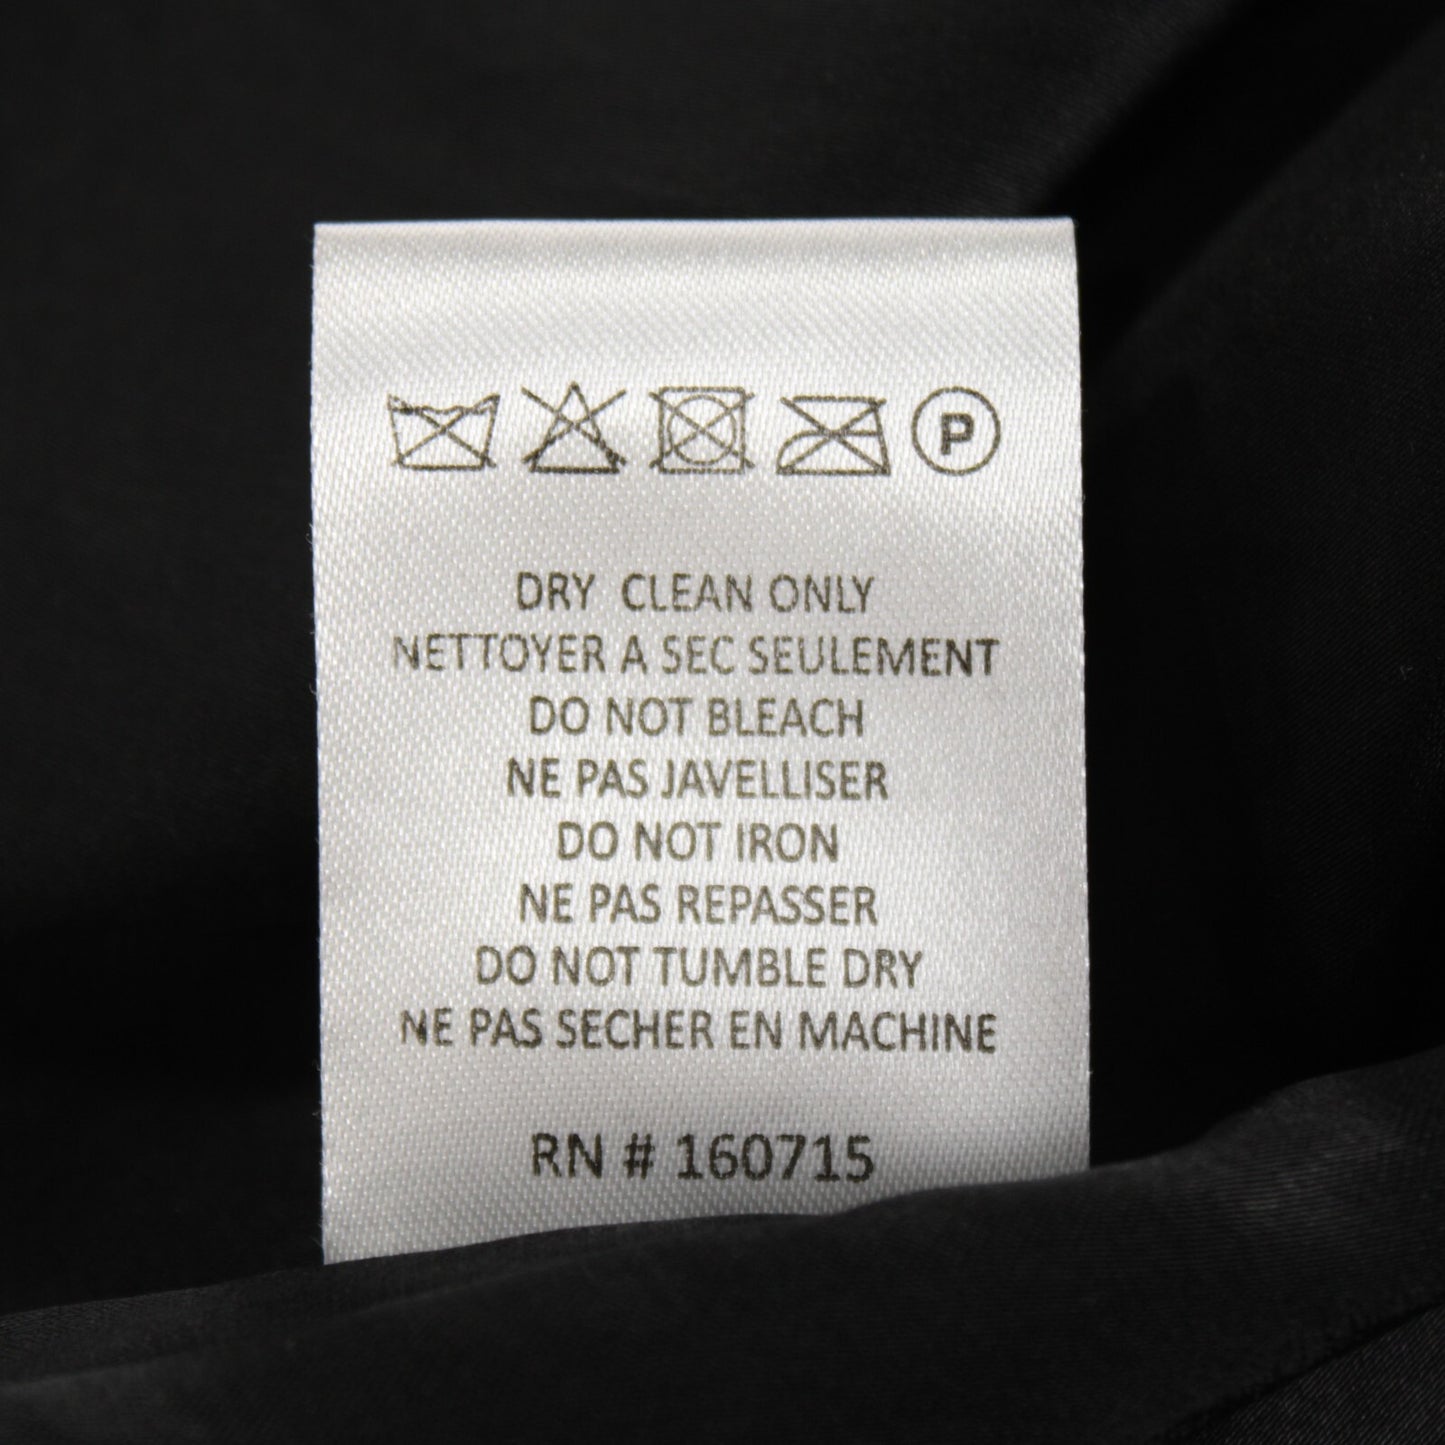 P
DRY CLEAN ONLY
NETTOYER A SEC SEULEMENT
DO NOT BLEACH
NE PAS JAVELLISER
DO NOT IRON
NE PAS REPASSER
DO NOT TUMBLE DRY
NE PAS SECHER EN MACHINE
RN # 160715